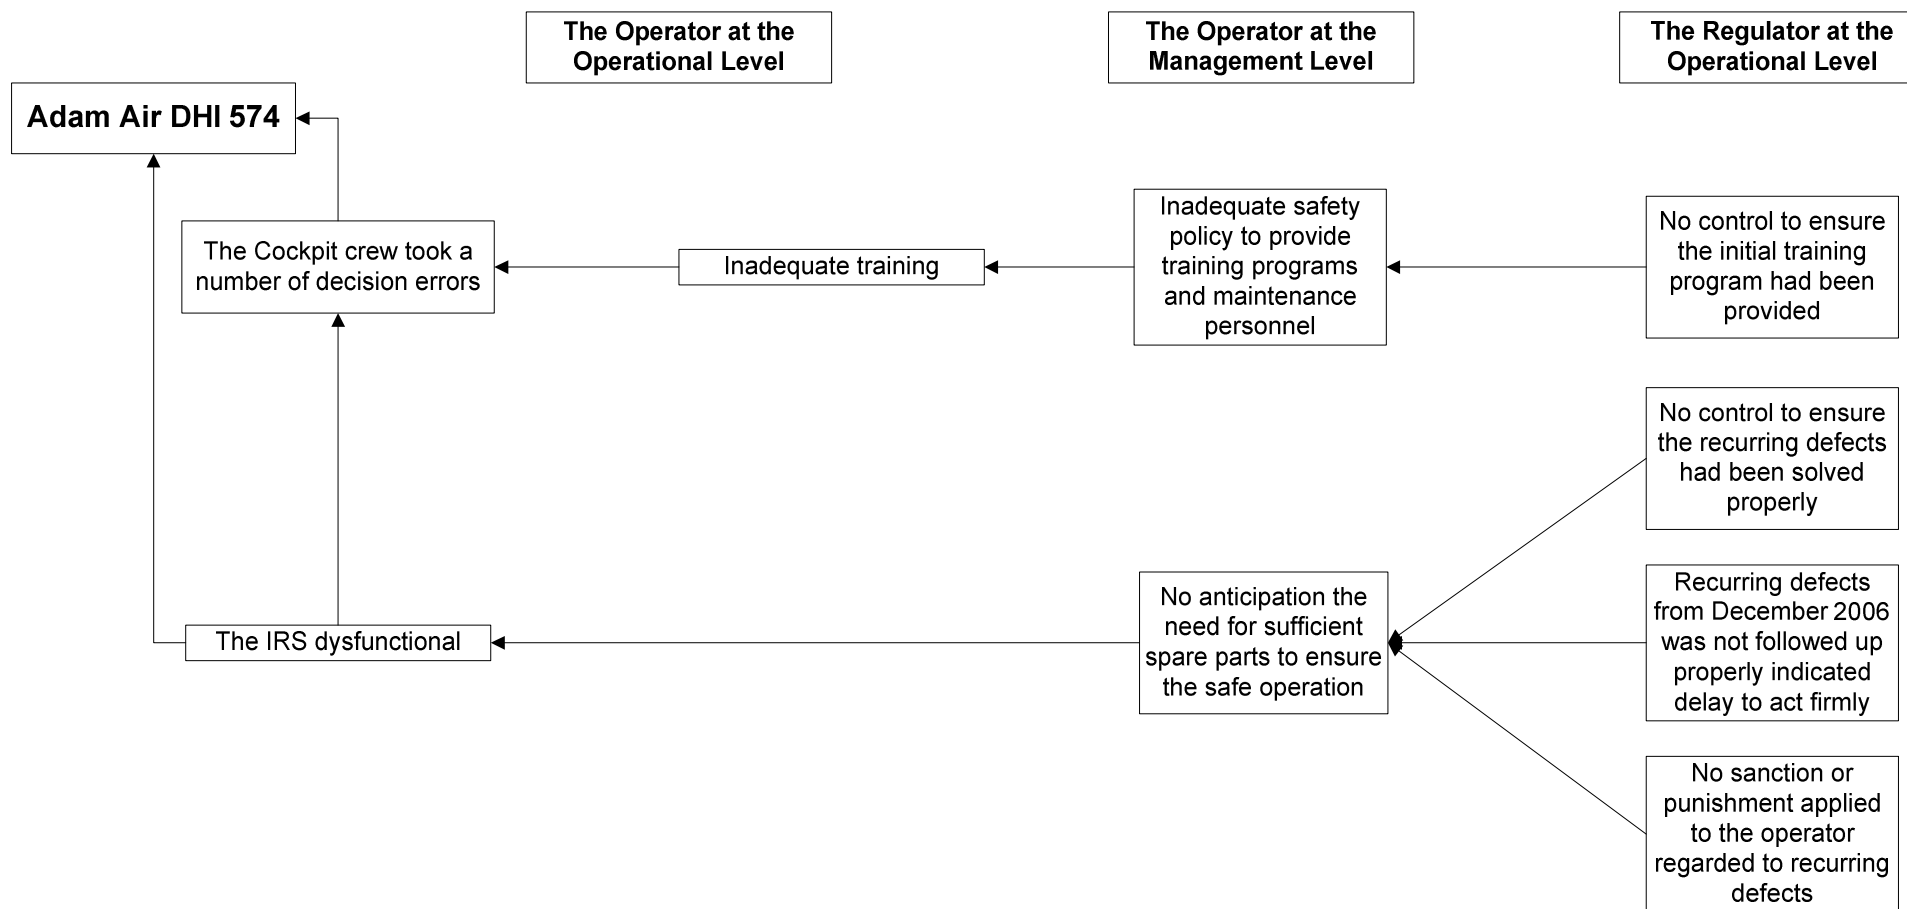 The Operator at the
Operational Level
The Operator at the
Management Level
The Regulator at the
Operational Level
Adam Air DHI 574
The Cockpit crew took a
number of decision errors
Inadequate training
Inadequate safety
policy to provide
training programs
and maintenance
personnel
No control to ensure
the initial training
program had been
provided
No control to ensure
the recurring defects
had been solved
properly
The IRS dysfunctional
No anticipation the
need for sufficient
spare parts to ensure
the safe operation
Recurring defects
from December 2006
was not followed up
properly indicated
delay to act firmly
No sanction or
punishment applied
to the operator
regarded to recurring
defects